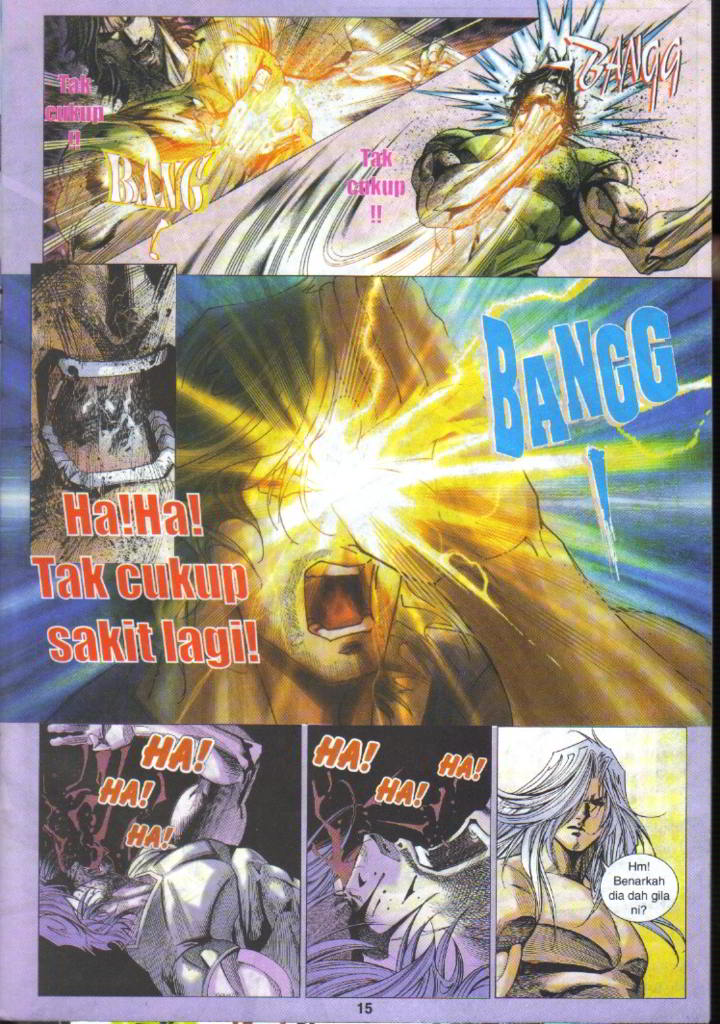 Tak
cukup
!!
BANG
!
Tak
cukup
!!
BANGG
BANGG
!
Ha!Ha!
Tak cukup
sakit lagi!
HA!
HA!
HA!
HA!
HA!
HA!
Hm!
Benarkah
dia dah gila
ni?
15